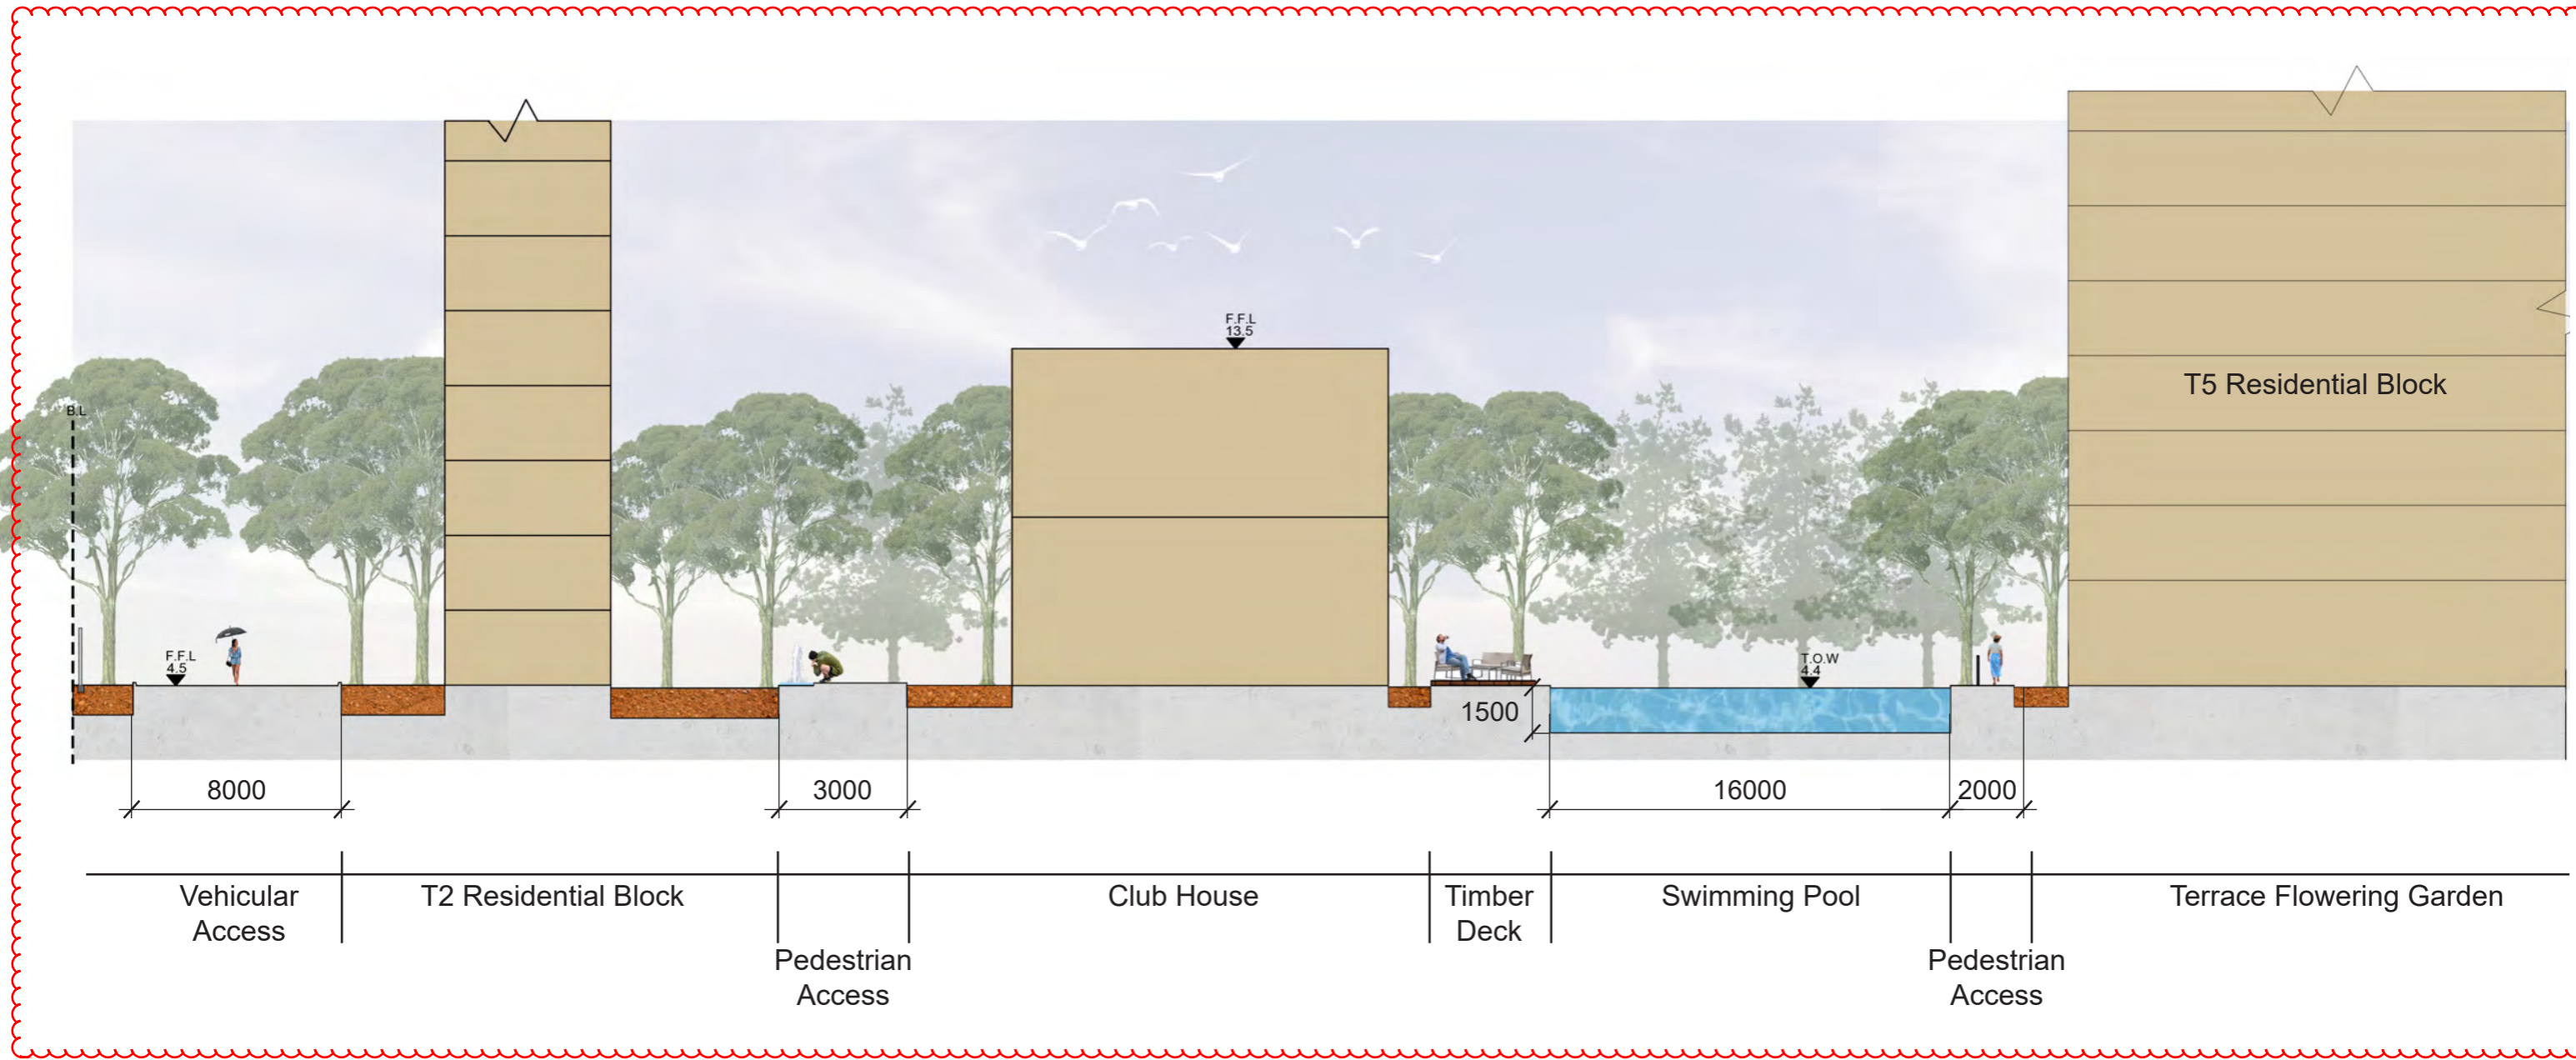 B.L
F.F.L
4.5
F.F.L
13.5
T.O.W
4.4
T5 Residential Block
1500
8000
3000
16000
2000
Vehicular
Access
T2 Residential Block
Pedestrian
Access
Club House
Timber
Deck
Swimming Pool
Pedestrian
Access
Terrace Flowering Garden